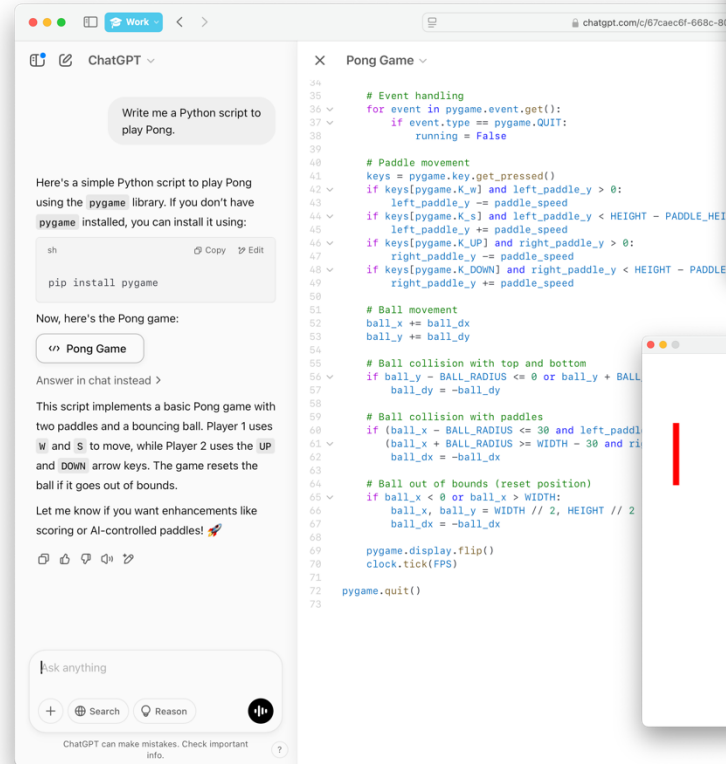 Work
chatgpt.com/c/67caec6f-668c-80
ChatGPT
Write me a Python script to
play Pong.
Here's a simple Python script to play Pong
using the pygame library. If you don't have
pygame installed, you can install it using:
sh
Copy
Edit
pip install pygame
Now, here's the Pong game:
Pong Game
Answer in chat instead
This script implements a basic Pong game with
two paddles and a bouncing ball. Player 1 uses
W and S to move, while Player 2 uses the UP
and DOWN arrow keys. The game resets the
ball if it goes out of bounds.
Let me know if you want enhancements like
scoring or AI-controlled paddles! 🚀
Ask anything
Search
Reason
ChatGPT can make mistakes. Check important
info.
?
Pong Game
34
35 # Event handling
36 for event in pygame.event.get():
37 if event.type == pygame.QUIT:
38 running = False
39
40 # Paddle movement
41 keys = pygame.key.get_pressed()
42 if keys[pygame.K_w] and left_paddle_y > 0:
43 left_paddle_y -= paddle_speed
44 if keys[pygame.K_s] and left_paddle_y < HEIGHT - PADDLE_HEI
45 left_paddle_y += paddle_speed
46 if keys[pygame.K_UP] and right_paddle_y > 0:
47 right_paddle_y -= paddle_speed
48 if keys[pygame.K_DOWN] and right_paddle_y < HEIGHT - PADDLE
49 right_paddle_y += paddle_speed
50
51 # Ball movement
52 ball_x += ball_dx
53 ball_y += ball_dy
54
55 # Ball collision with top and bottom
56 if ball_y - BALL_RADIUS <= 0 or ball_y + BALL
57 ball_dy = -ball_dy
58
59 # Ball collision with paddles
60 if (ball_x - BALL_RADIUS <= 30 and left_paddl
61 (ball_x + BALL_RADIUS >= WIDTH - 30 and ri
62 ball_dx = -ball_dx
63
64 # Ball out of bounds (reset position)
65 if ball_x < 0 or ball_x > WIDTH:
66 ball_x, ball_y = WIDTH // 2, HEIGHT // 2
67 ball_dx = -ball_dx
68
69 pygame.display.flip()
70 clock.tick(FPS)
71
72 pygame.quit()
73